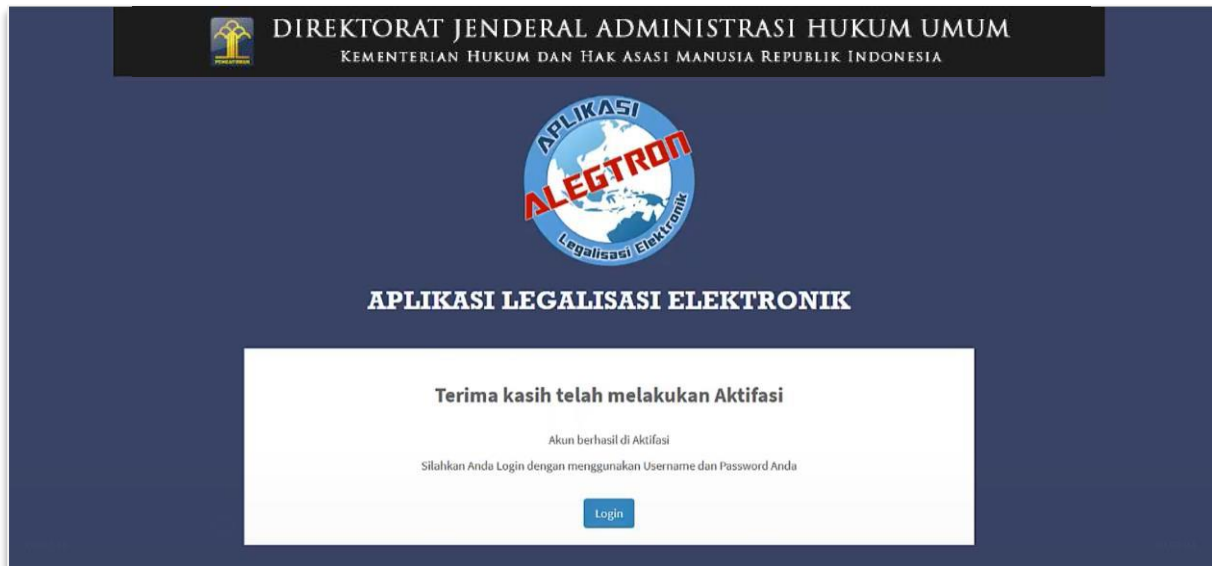 DIREKTORAT JENDERAL ADMINISTRASI HUKUM UMUM
KEMENTERIAN HUKUM DAN HAK ASASI MANUSIA REPUBLIK INDONESIA
PENGAYOMAN
APLIKASI
ALEGTRON
Legalisasi Elektronik
APLIKASI LEGALISASI ELEKTRONIK
Terima kasih telah melakukan Aktifasi
Akun berhasil di Aktifasi
Silahkan Anda Login dengan menggunakan Username dan Password Anda
Login